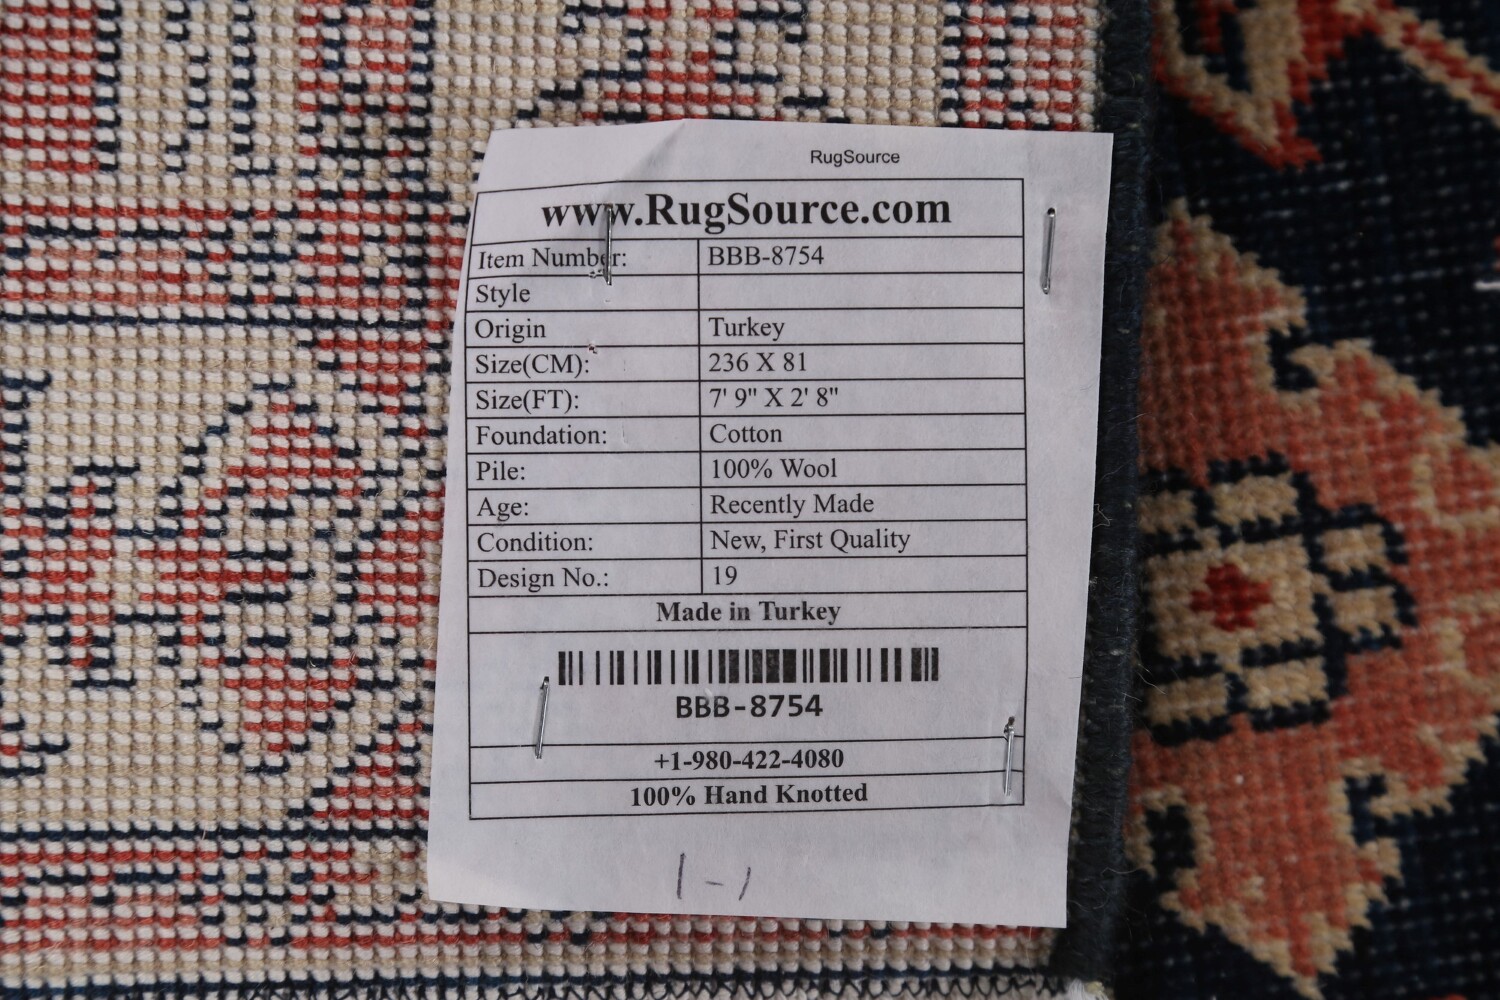 RugSource
www.RugSource.com
Item Number: BBB-8754
Style
Origin Turkey
Size(CM): 236 X 81
Size(FT): 7' 9" X 2' 8"
Foundation: Cotton
Pile: 100% Wool
Age: Recently Made
Condition: New, First Quality
Design No.: 19
Made in Turkey
BBB-8754
+1-980-422-4080
100% Hand Knotted
1-1